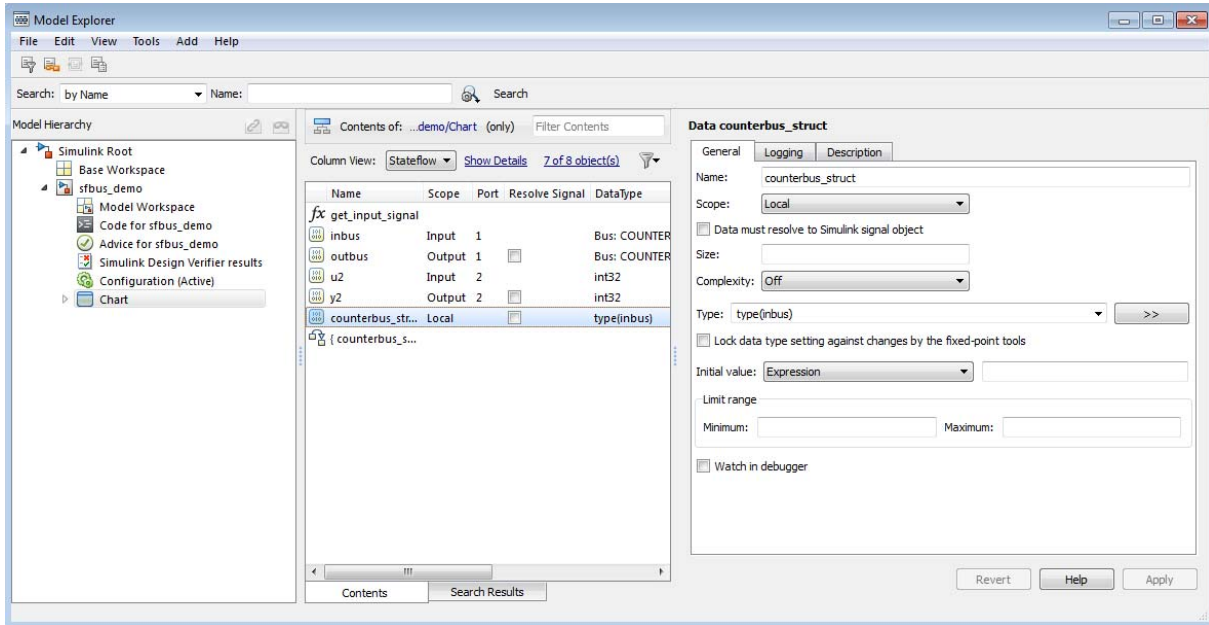 Model Explorer
File Edit View Tools Add Help
Search: by Name Name: Search
Model Hierarchy
Simulink Root
Base Workspace
sfbus_demo
Model Workspace
Code for sfbus_demo
Advice for sfbus_demo
Simulink Design Verifier results
Configuration (Active)
Chart
Contents of: ...demo/Chart (only) Filter Contents
Column View: Stateflow Show Details 7 of 8 object(s)
Name Scope Port Resolve Signal DataType
fx get_input_signal
inbus Input 1 Bus: COUNTER
outbus Output 1 Bus: COUNTER
u2 Input 2 int32
y2 Output 2 int32
counterbus_str... Local type(inbus)
{ counterbus_s...
Contents Search Results
Data counterbus_struct
General Logging Description
Name: counterbus_struct
Scope: Local
Data must resolve to Simulink signal object
Size:
Complexity: Off
Type: type(inbus) >>
Lock data type setting against changes by the fixed-point tools
Initial value: Expression
Limit range
Minimum: Maximum:
Watch in debugger
Revert Help Apply